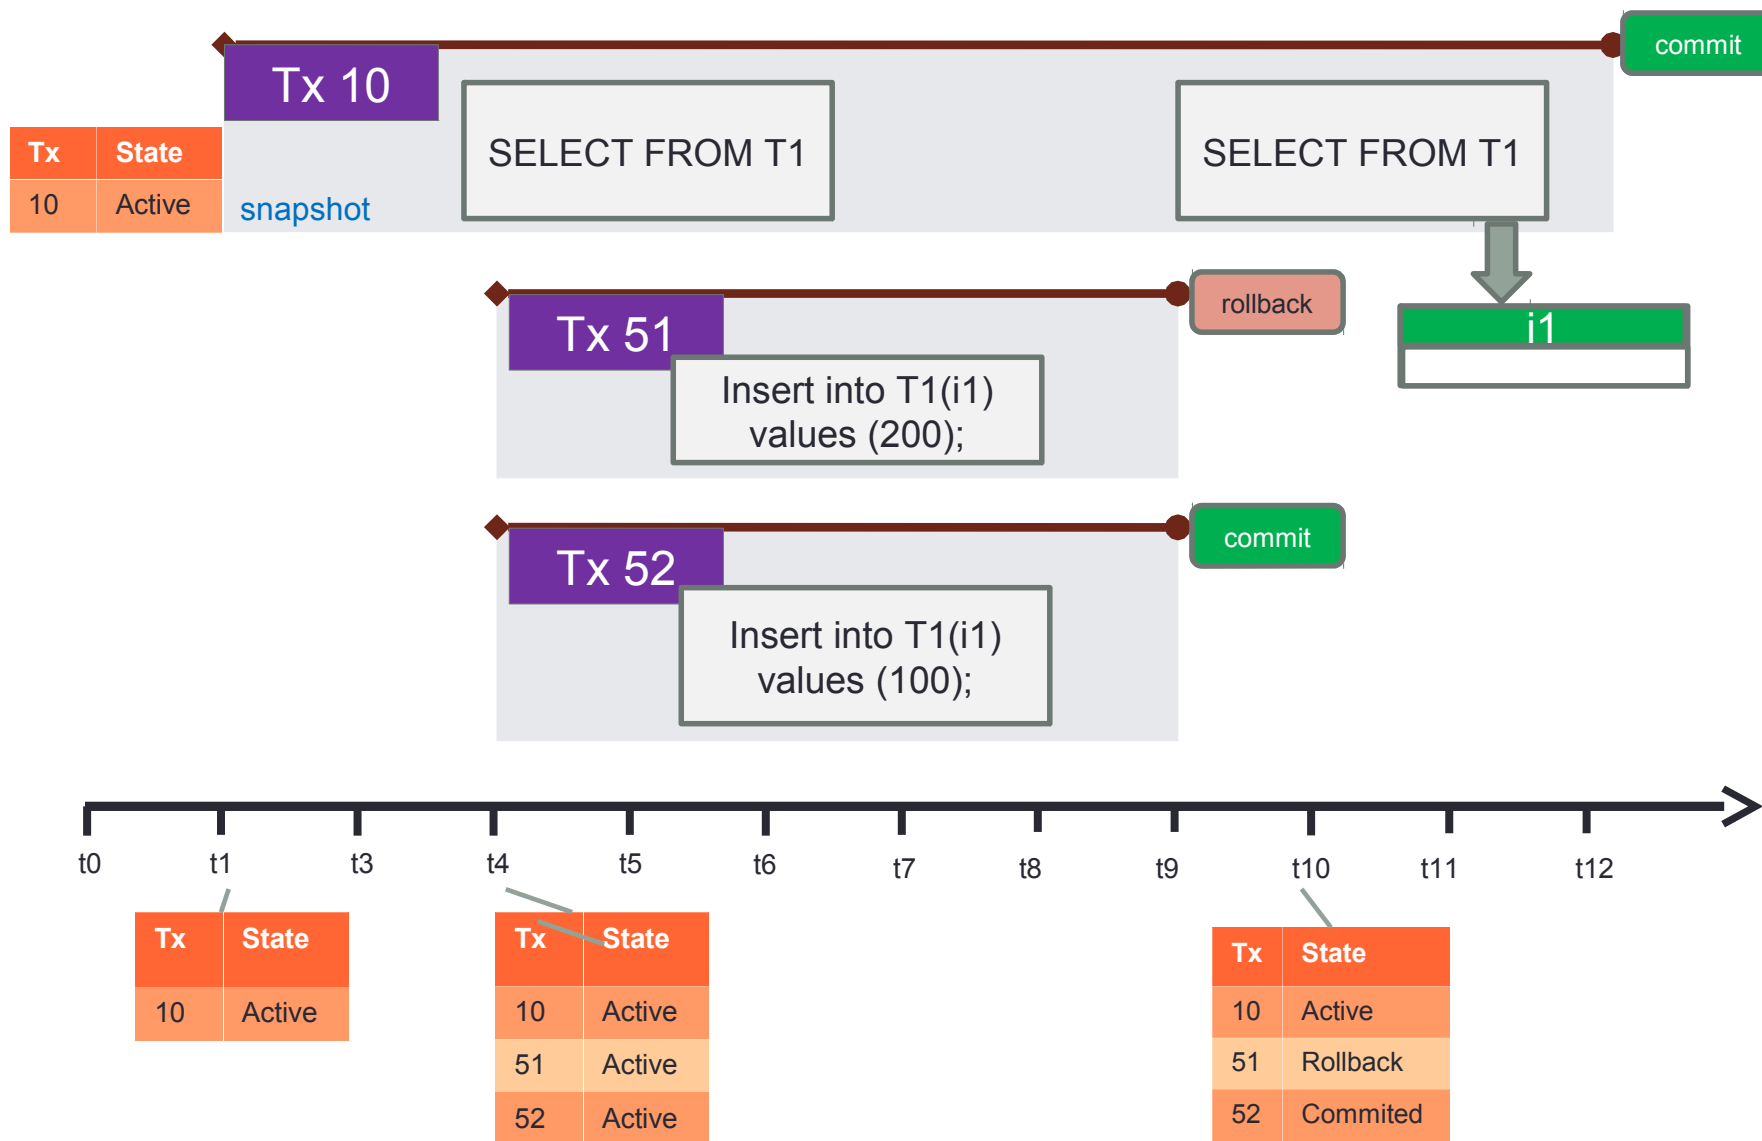 commit
Tx 10
SELECT FROM T1
SELECT FROM T1
Tx State
10 Active
snapshot
rollback
Tx 51
i1
Insert into T1(i1)
values (200);
commit
Tx 52
Insert into T1(i1)
values (100);
t0 t1 t3 t4 t5 t6 t7 t8 t9 t10 t11 t12
Tx State
10 Active
Tx State
10 Active
51 Active
52 Active
Tx State
10 Active
51 Rollback
52 Commited